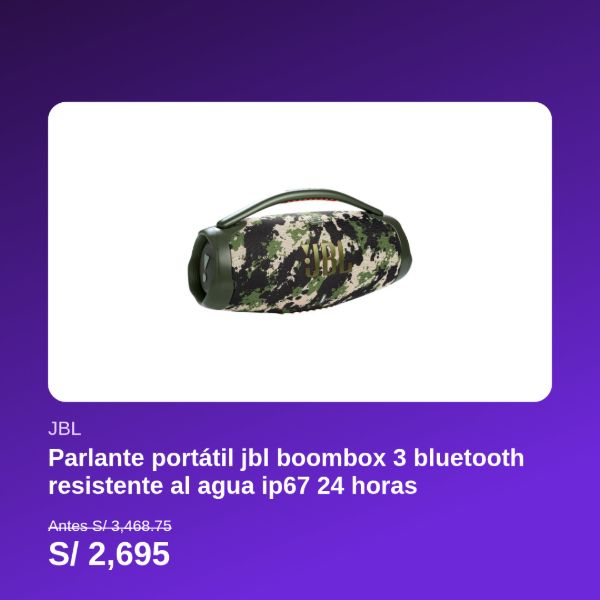 JBL
JBL
Parlante portátil jbl boombox 3 bluetooth
resistente al agua ip67 24 horas
Antes S/ 3,468.75
S/ 2,695